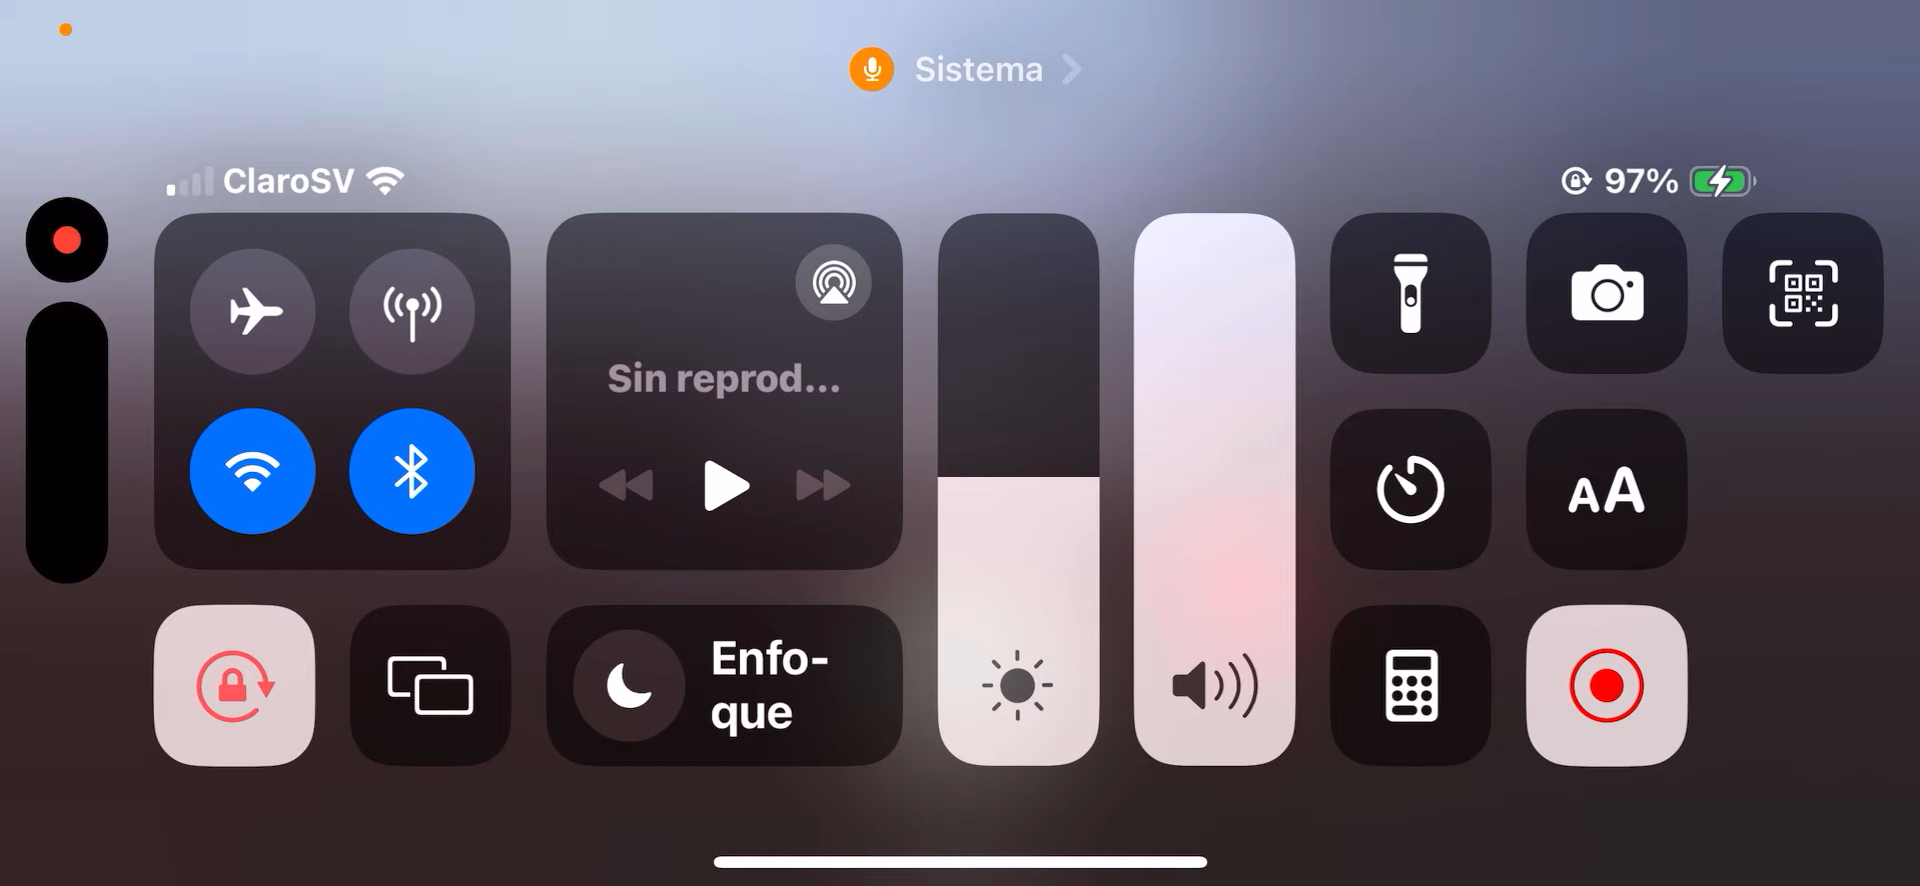 Sistema
ClaroSV
97%
Sin reprod...
Enfo-
que
AA